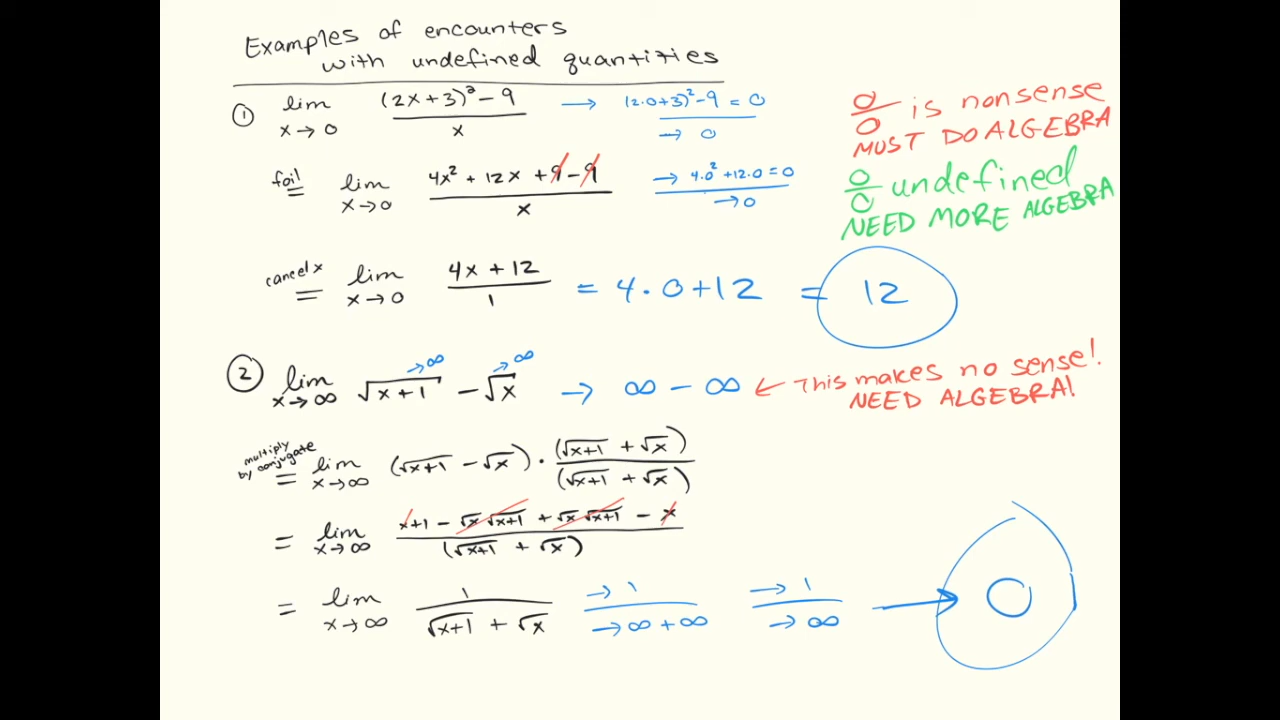 Examples of encounters
with undefined quantities
① lim x→0 ((2x+3)² - 9)/x → ((2·0+3)² - 9 = 0)/(→ 0)
0/0 is nonsense
MUST DO ALGEBRA
foil = lim x→0 (4x² + 12x + 9 - 9)/x (→ 4·0² + 12·0 = 0)/(→ 0)
0/0 undefined
NEED MORE ALGEBRA
cancel x = lim x→0 (4x + 12)/1 = 4·0+12 = 12
② lim x→∞ √(x+1) →∞ - √x →∞ → ∞ - ∞ ← This makes no sense!
NEED ALGEBRA!
multiply by conjugate = lim x→∞ (√(x+1) - √x) · (√(x+1) + √x)/(√(x+1) + √x)
= lim x→∞ (x+1 - √x √(x+1) + √x √(x+1) - x)/(√(x+1) + √x)
= lim x→∞ 1/(√(x+1) + √x) (→ 1)/(→ ∞ + ∞) (→ 1)/(→ ∞) → 0